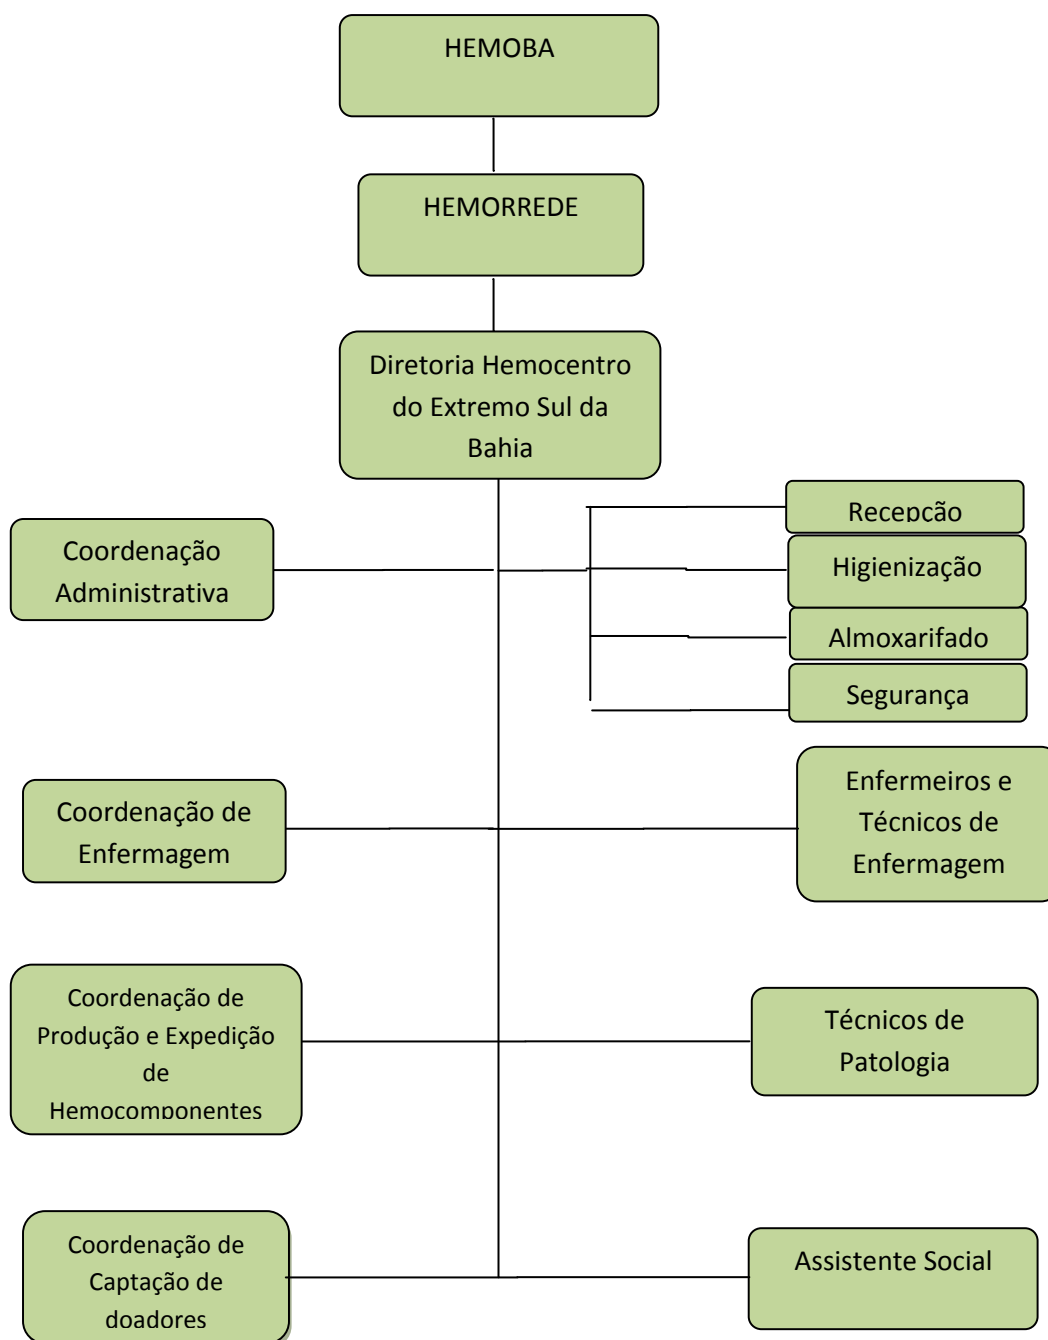 HEMOBA
HEMORREDE
Diretoria Hemocentro
do Extremo Sul da
Bahia
Coordenação
Administrativa
Recepção
Higienização
Almoxarifado
Segurança
Coordenação de
Enfermagem
Enfermeiros e
Técnicos de
Enfermagem
Coordenação de
Produção e Expedição
de
Hemocomponentes
Técnicos de
Patologia
Coordenação de
Captação de
doadores
Assistente Social